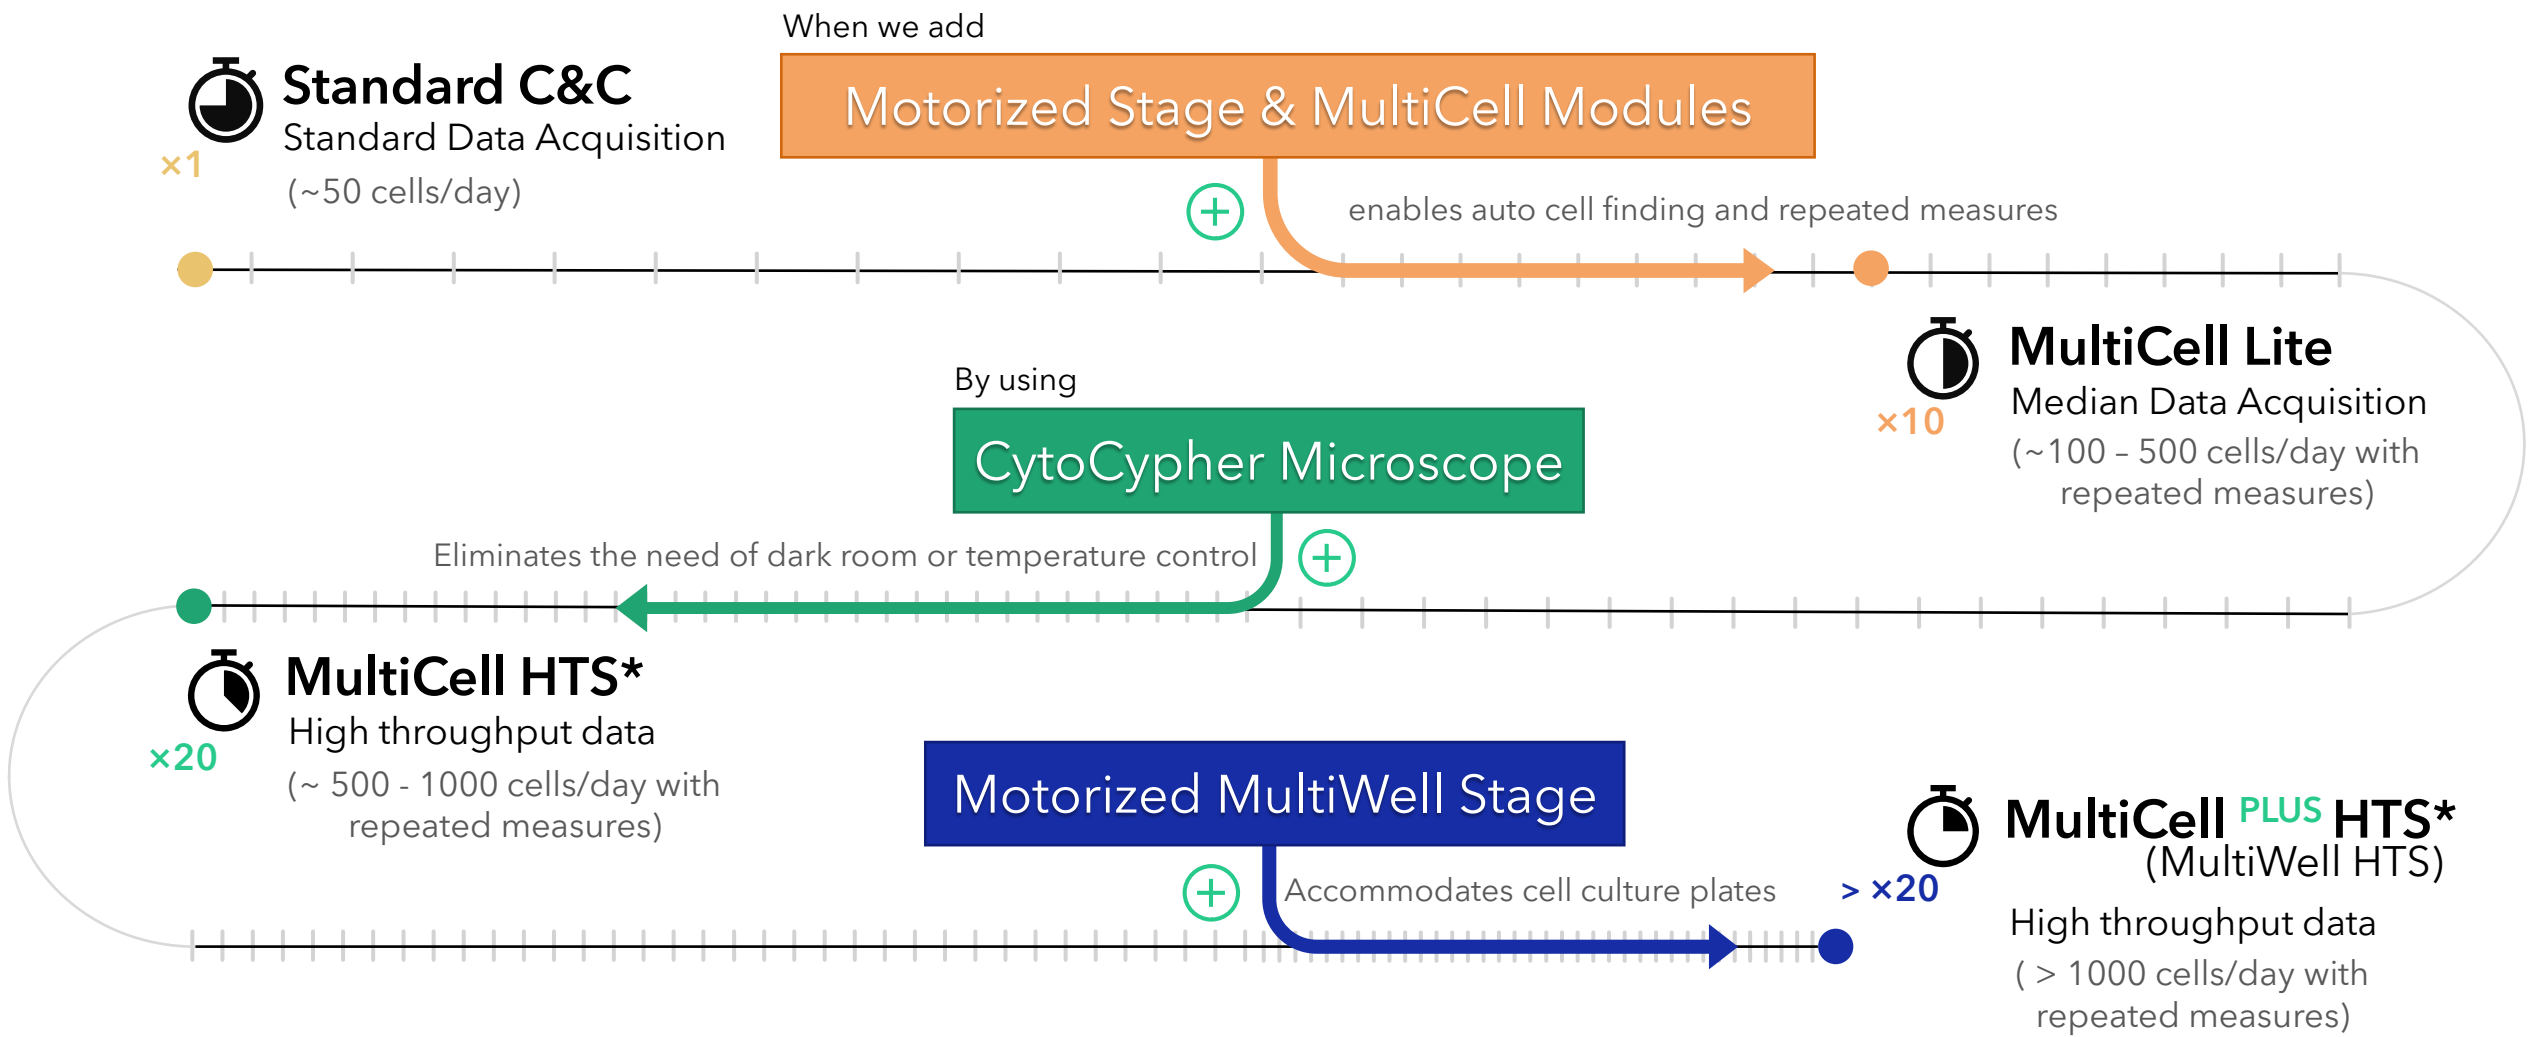 When we add
Motorized Stage & MultiCell Modules
Standard C&C
Standard Data Acquisition
×1
(~50 cells/day)
enables auto cell finding and repeated measures
MultiCell Lite
Median Data Acquisition
×10
(~100 – 500 cells/day with
repeated measures)
By using
CytoCypher Microscope
Eliminates the need of dark room or temperature control
MultiCell HTS*
High throughput data
×20
(~ 500 - 1000 cells/day with
repeated measures)
Motorized MultiWell Stage
Accommodates cell culture plates
MultiCell PLUS HTS*
(MultiWell HTS)
> ×20
High throughput data
( > 1000 cells/day with
repeated measures)